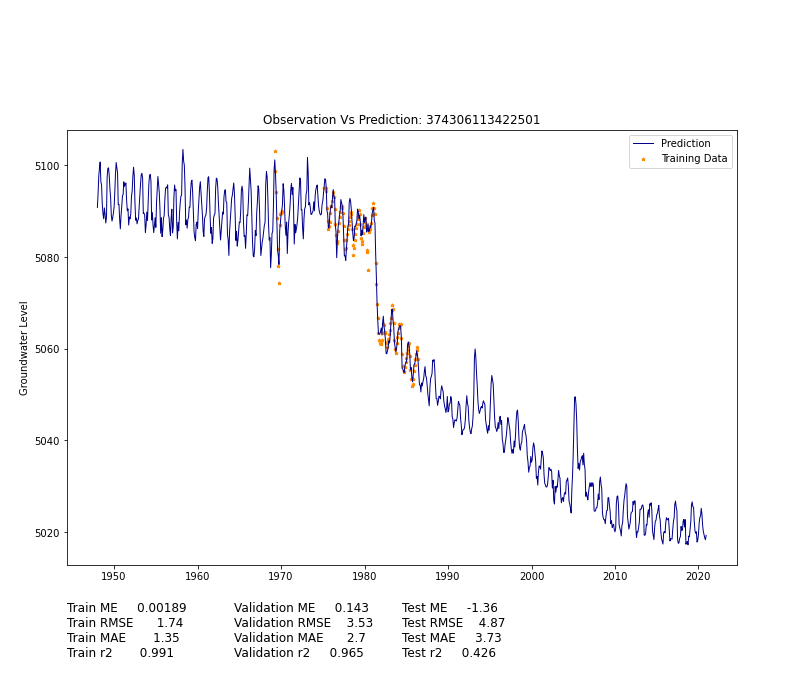 Observation Vs Prediction: 374306113422501
Prediction
Training Data
Groundwater Level
5100
5080
5060
5040
5020
1950 1960 1970 1980 1990 2000 2010 2020
Train ME 0.00189 Validation ME 0.143 Test ME -1.36
Train RMSE 1.74 Validation RMSE 3.53 Test RMSE 4.87
Train MAE 1.35 Validation MAE 2.7 Test MAE 3.73
Train r2 0.991 Validation r2 0.965 Test r2 0.426